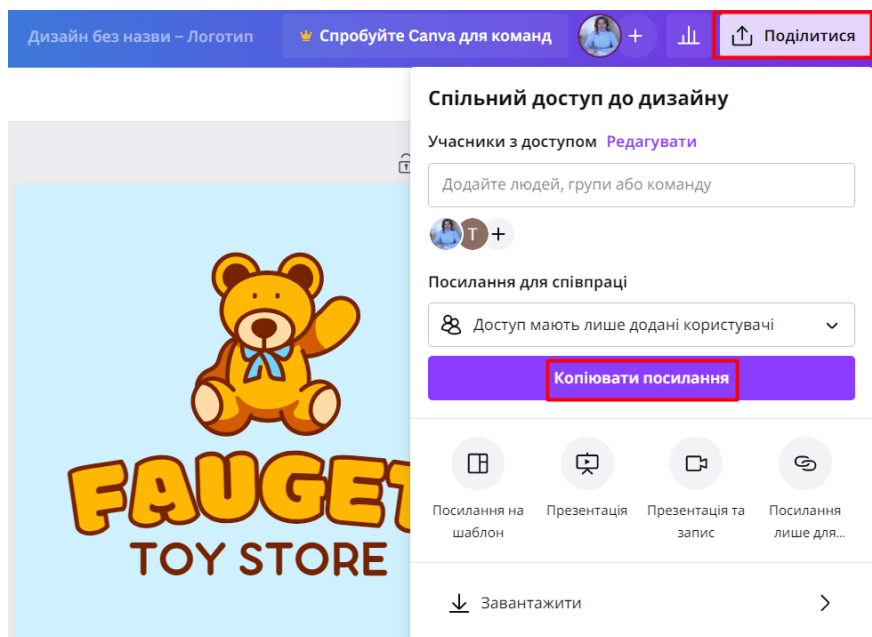 Дизайн без назви – Логотип
Спробуйте Canva для команд
+
Поділитися
Спільний доступ до дизайну
Учасники з доступом Редагувати
Додайте людей, групи або команду
T +
Посилання для співпраці
Доступ мають лише додані користувачі
Копіювати посилання
Посилання на
шаблон
Презентація
Презентація та
запис
Посилання
лише для...
Завантажити
FAUGET
TOY STORE